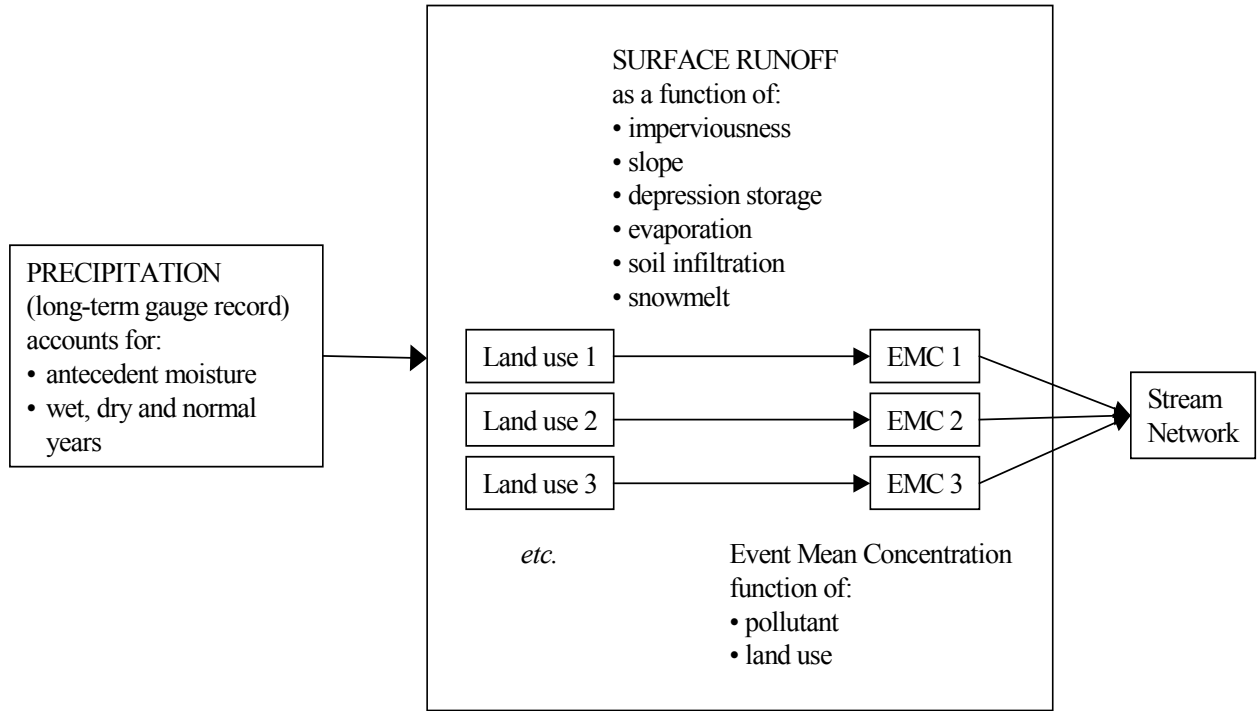 PRECIPITATION
(long-term gauge record)
accounts for:
• antecedent moisture
• wet, dry and normal
years
SURFACE RUNOFF
as a function of:
• imperviousness
• slope
• depression storage
• evaporation
• soil infiltration
• snowmelt
Land use 1
EMC 1
Land use 2
EMC 2
Land use 3
EMC 3
etc.
Event Mean Concentration
function of:
• pollutant
• land use
Stream
Network